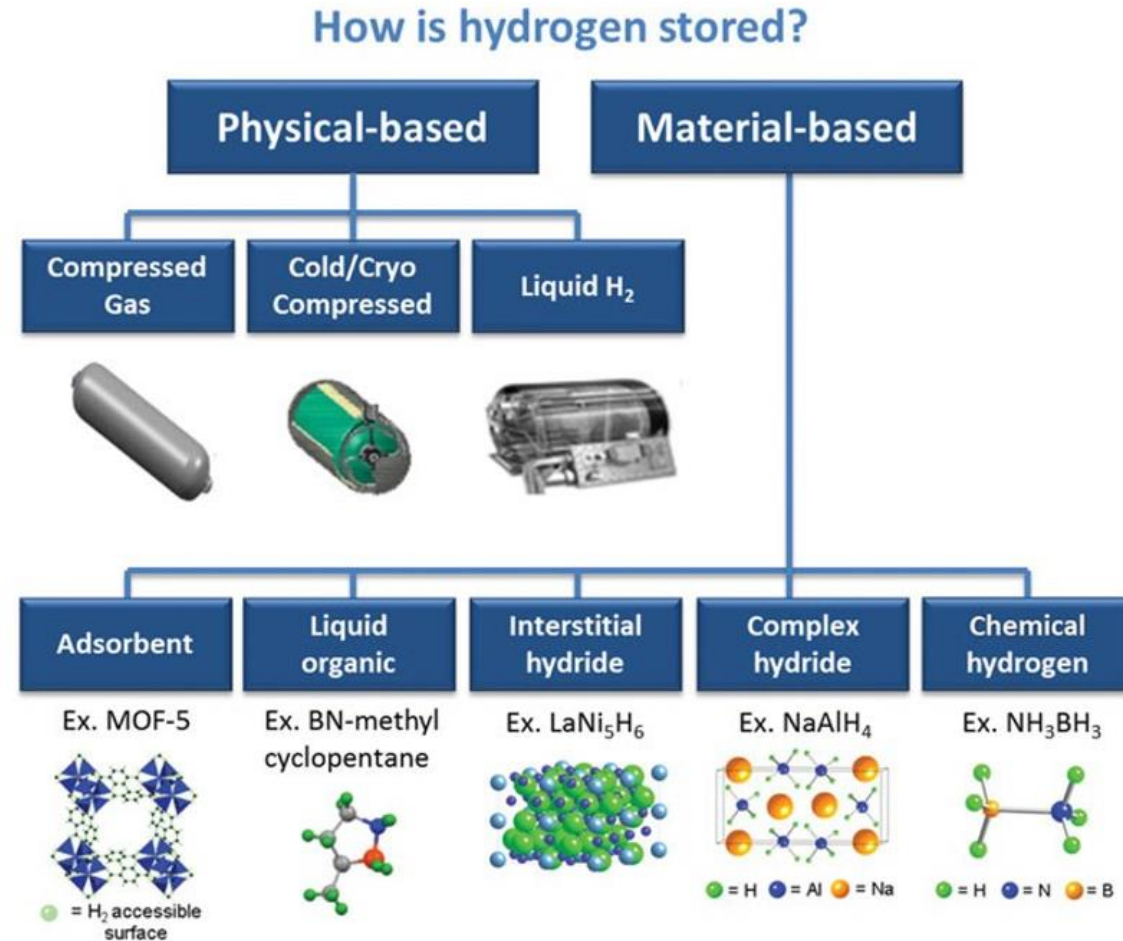 How is hydrogen stored?
Physical-based
Material-based
Compressed
Gas
Cold/Cryo
Compressed
Liquid H₂
Adsorbent
Liquid
organic
Interstitial
hydride
Complex
hydride
Chemical
hydrogen
Ex. MOF-5
Ex. BN-methyl
cyclopentane
Ex. LaNi₅H₆
Ex. NaAlH₄
Ex. NH₃BH₃
= H₂ accessible
surface
= H = Al = Na
= H = N = B